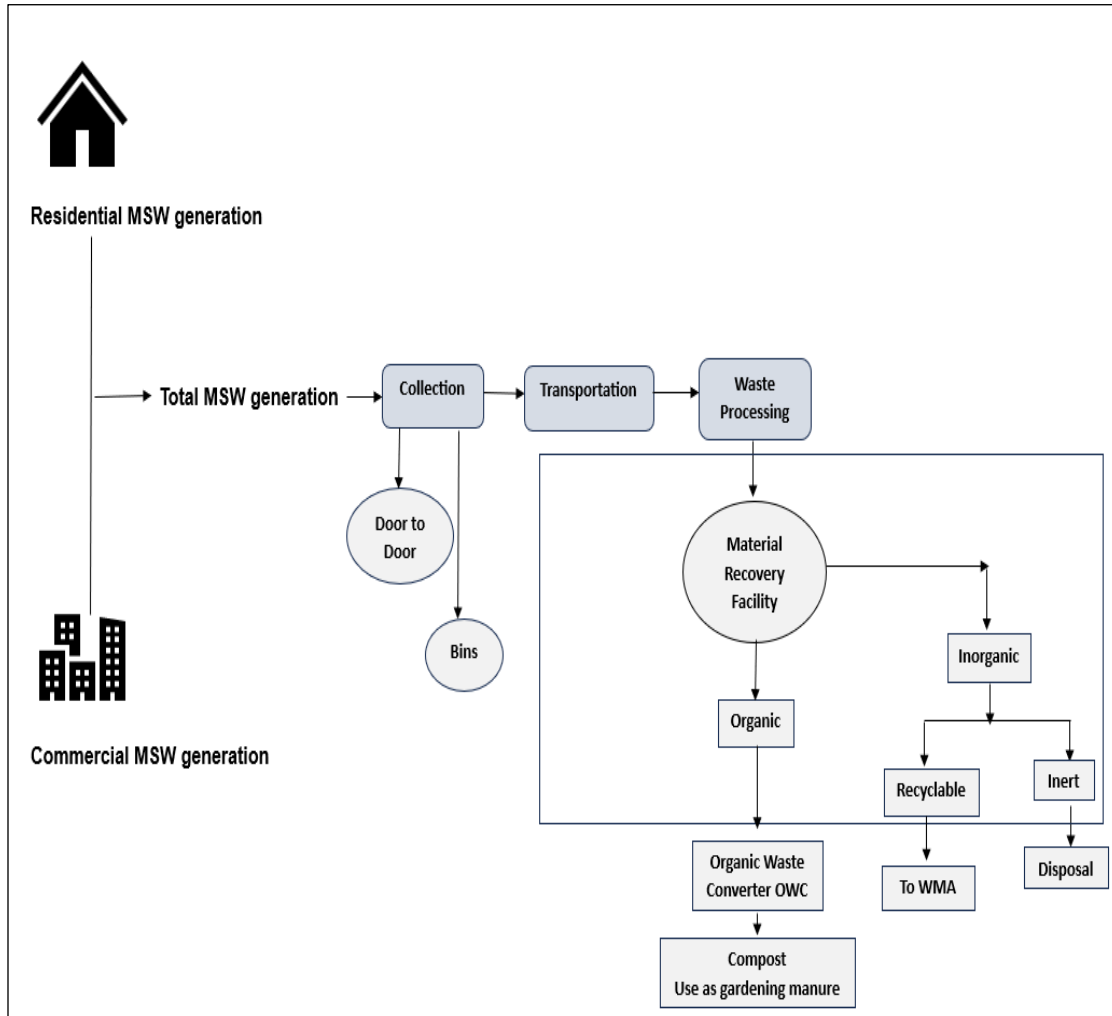 Residential MSW generation
Total MSW generation
Collection
Transportation
Waste
Processing
Door to
Door
Bins
Material
Recovery
Facility
Inorganic
Organic
Recyclable
Inert
Organic Waste
Converter OWC
To WMA
Disposal
Compost
Use as gardening manure
Commercial MSW generation